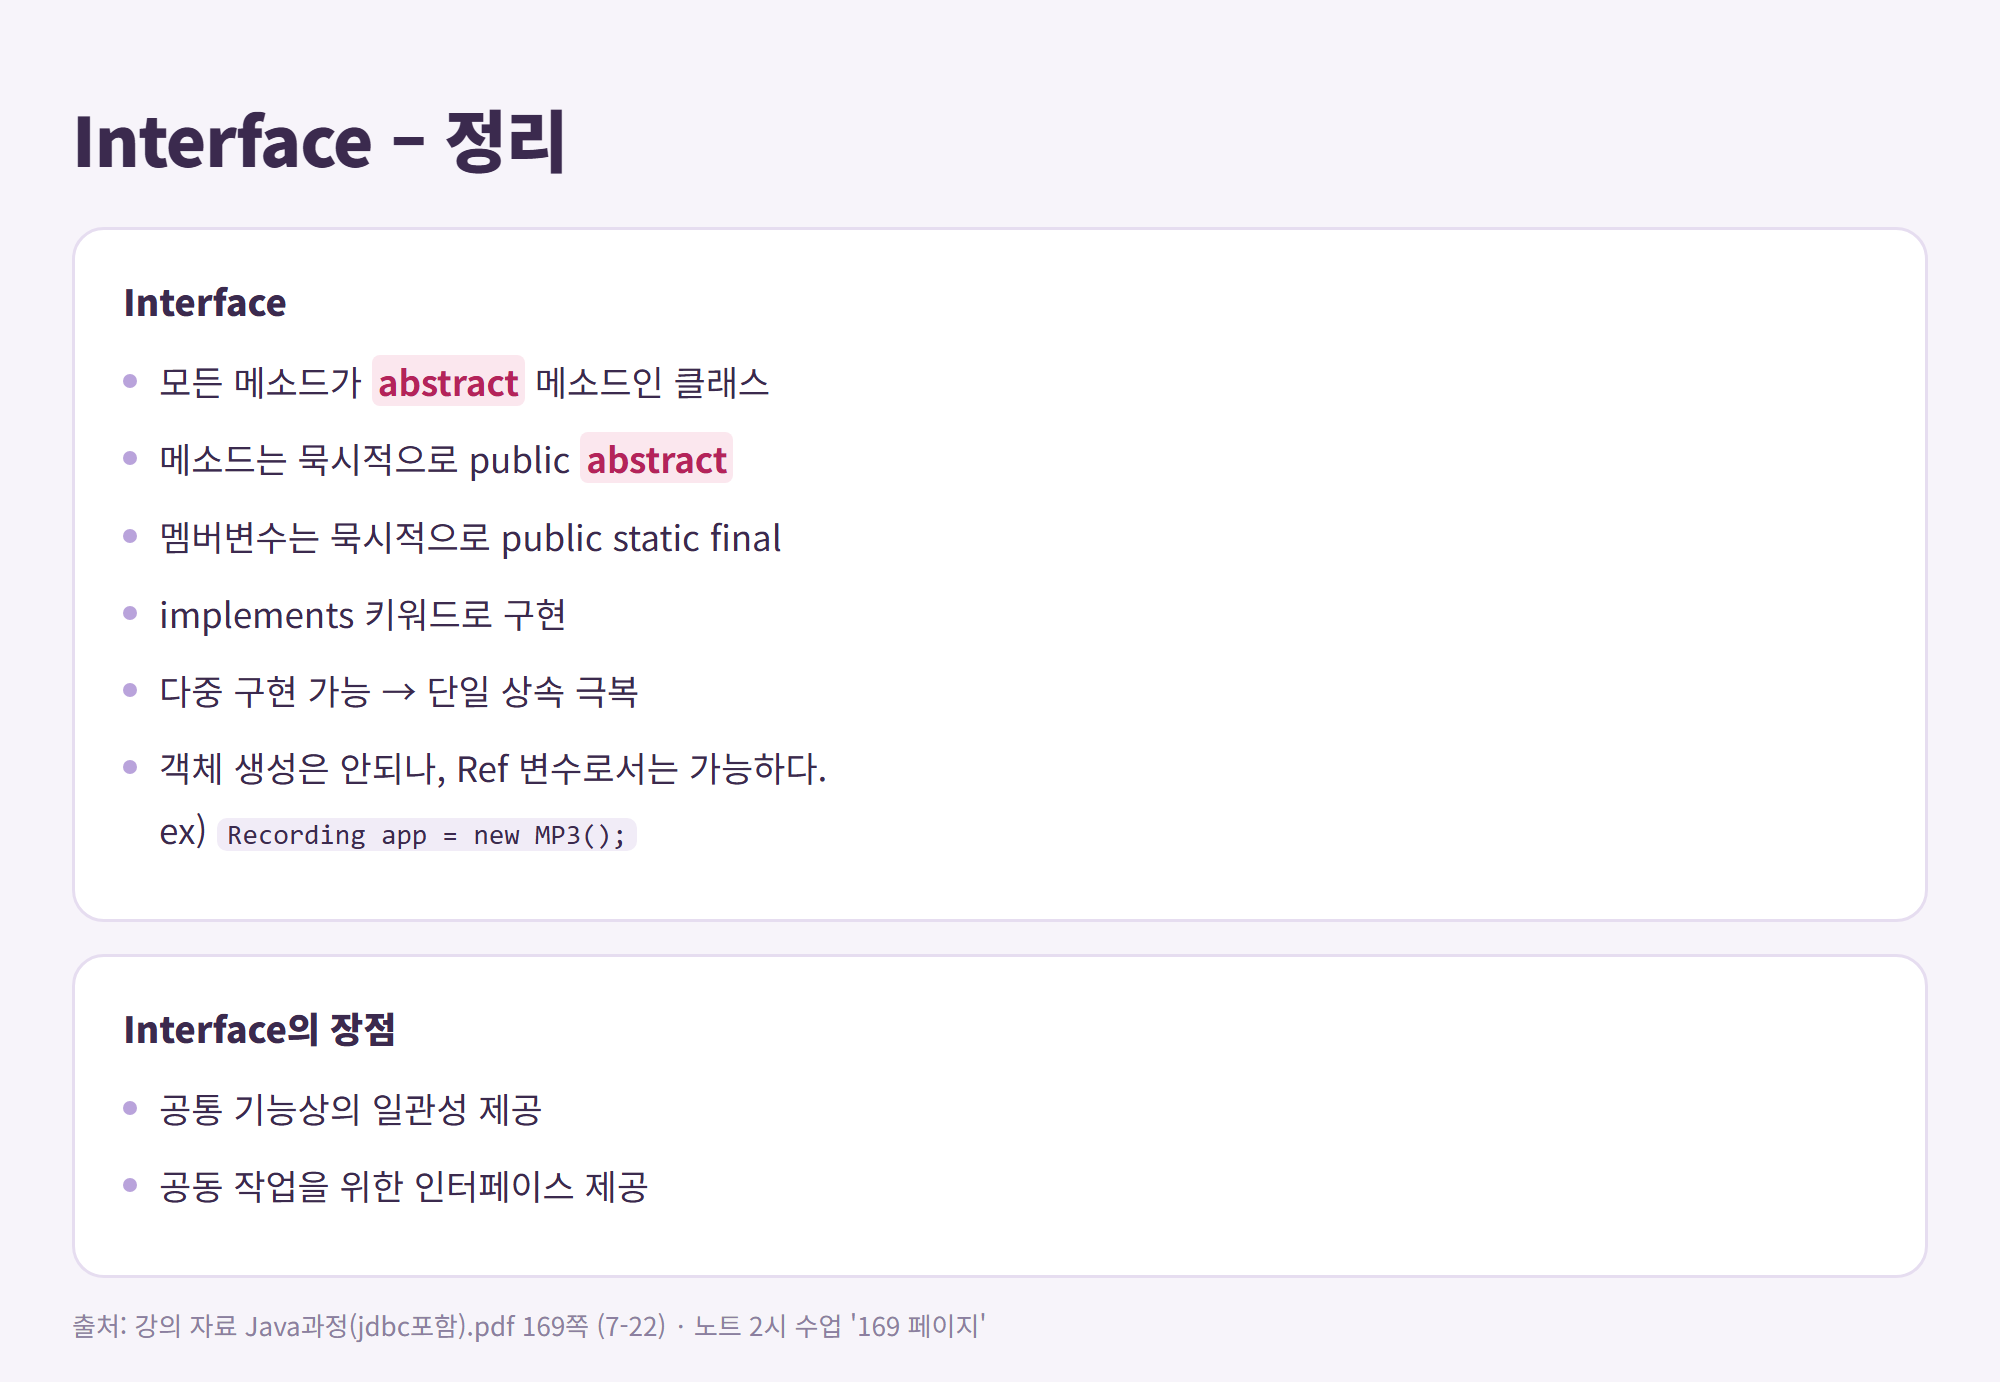 Interface – 정리
Interface
모든 메소드가 abstract 메소드인 클래스
메소드는 묵시적으로 public abstract
멤버변수는 묵시적으로 public static final
implements 키워드로 구현
다중 구현 가능 → 단일 상속 극복
객체 생성은 안되나, Ref 변수로서는 가능하다.
ex) Recording app = new MP3();
Interface의 장점
공통 기능상의 일관성 제공
공동 작업을 위한 인터페이스 제공
출처: 강의 자료 Java과정(jdbc포함).pdf 169쪽 (7-22) · 노트 2시 수업 '169 페이지'